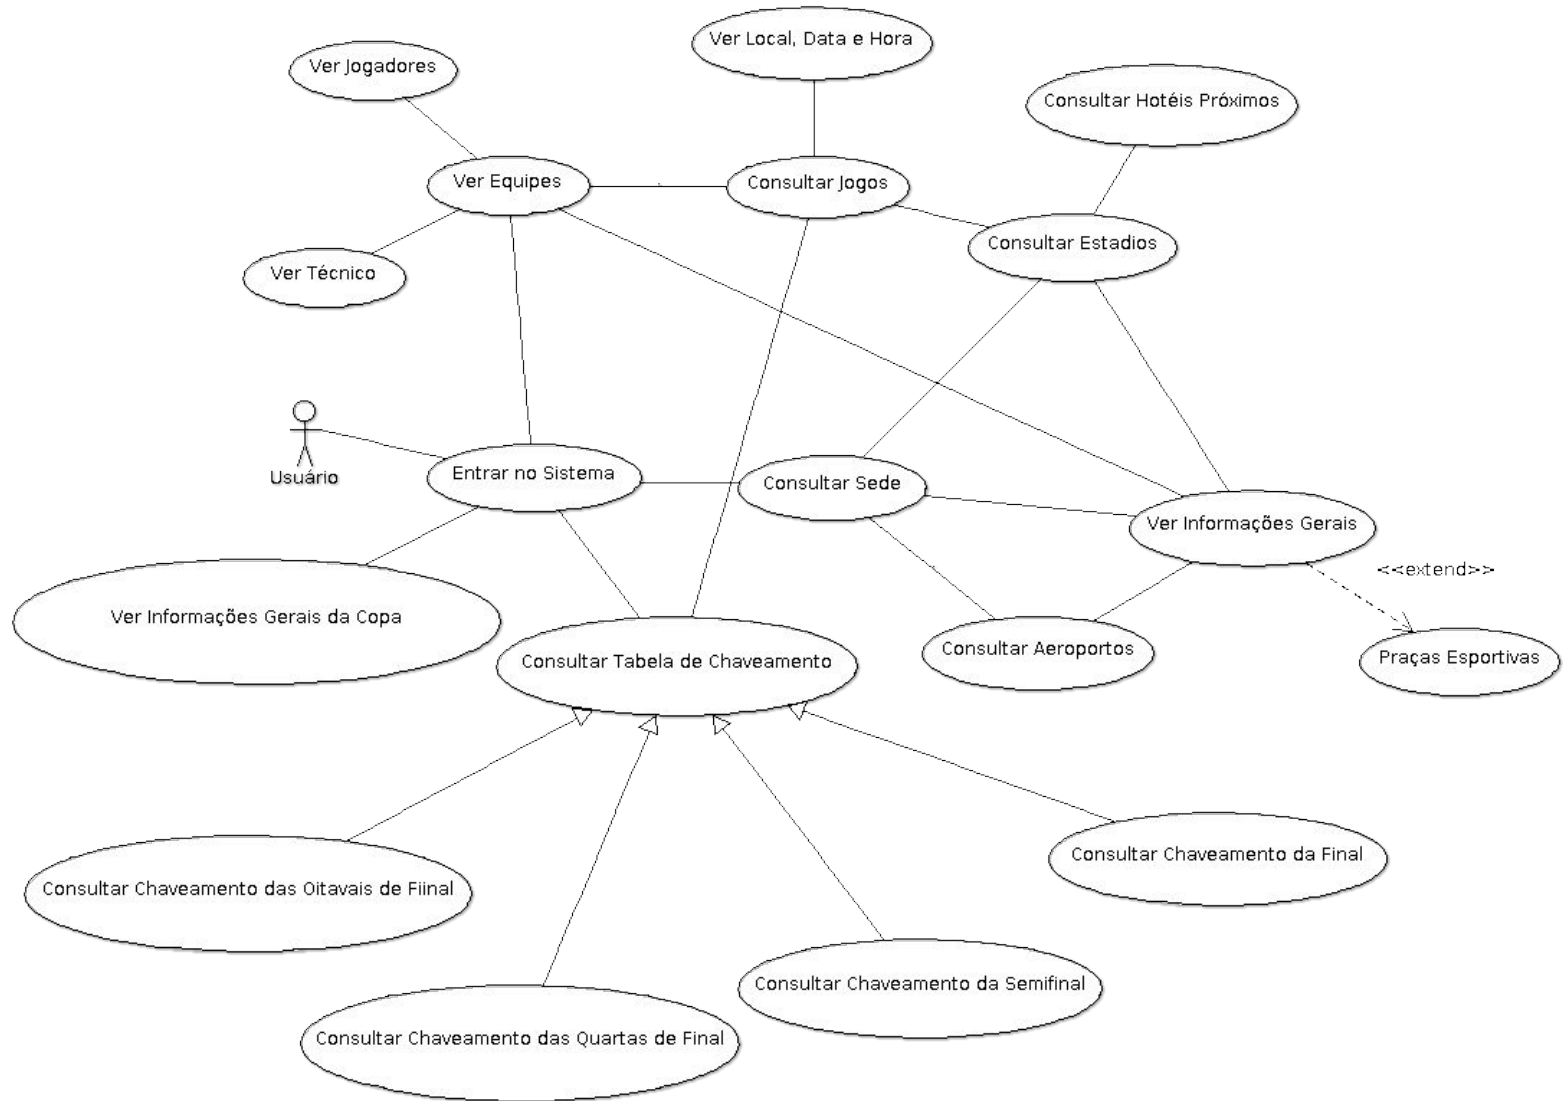 Ver Local, Data e Hora
Ver Jogadores
Consultar Hotéis Próximos
Ver Equipes
Consultar Jogos
Consultar Estadios
Ver Técnico
Usuário
Entrar no Sistema
Consultar Sede
Ver Informações Gerais
<<extend>>
Ver Informações Gerais da Copa
Consultar Tabela de Chaveamento
Consultar Aeroportos
Praças Esportivas
Consultar Chaveamento das Oitavais de Fiinal
Consultar Chaveamento da Final
Consultar Chaveamento da Semifinal
Consultar Chaveamento das Quartas de Final